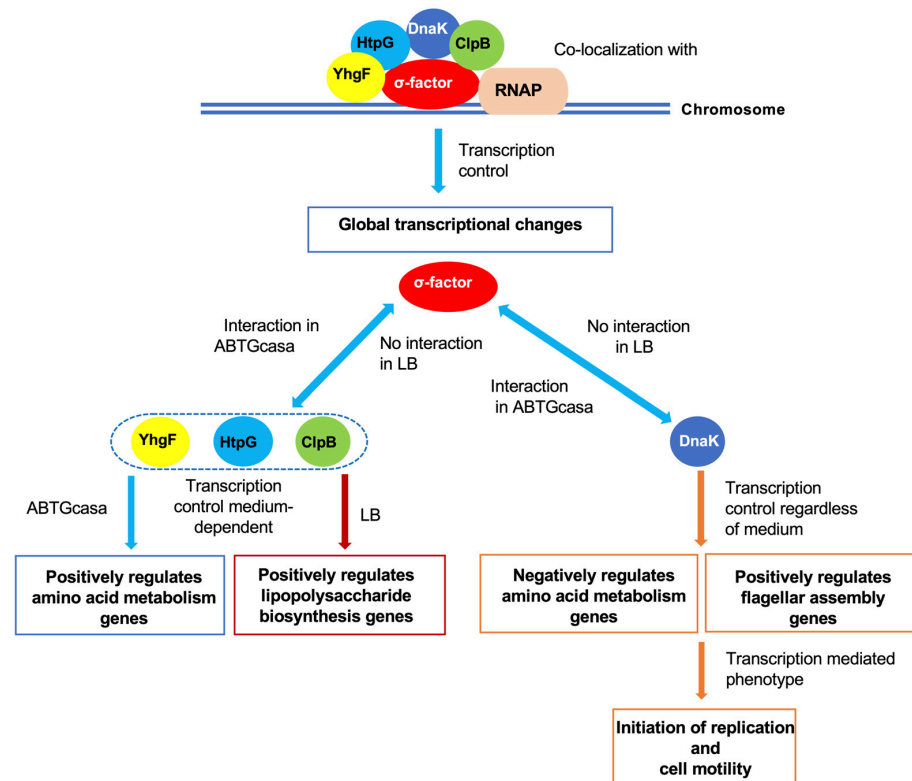 DnaK
HtpG
ClpB
Co-localization with
YhgF
σ-factor
RNAP
Chromosome
Transcription
control
Global transcriptional changes
σ-factor
Interaction in
ABTGcasa
No interaction
in LB
No interaction
in LB
Interaction
in ABTGcasa
YhgF
HtpG
ClpB
DnaK
ABTGcasa
Transcription
control medium-
dependent
LB
Transcription
control regardless
of medium
Positively regulates
amino acid metabolism
genes
Positively regulates
lipopolysaccharide
biosynthesis genes
Negatively regulates
amino acid metabolism
genes
Positively regulates
flagellar assembly
genes
Transcription mediated
phenotype
Initiation of replication
and
cell motility